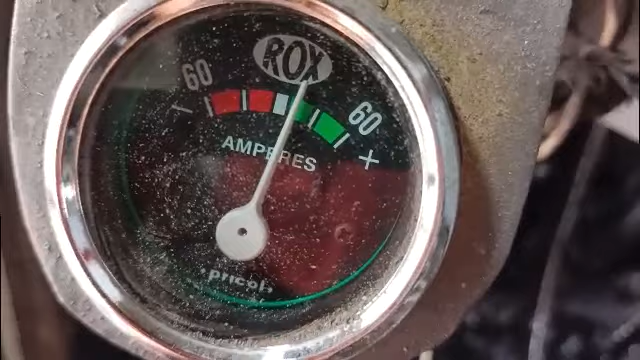 ROX
60 60
- +
AMPERES
pricol